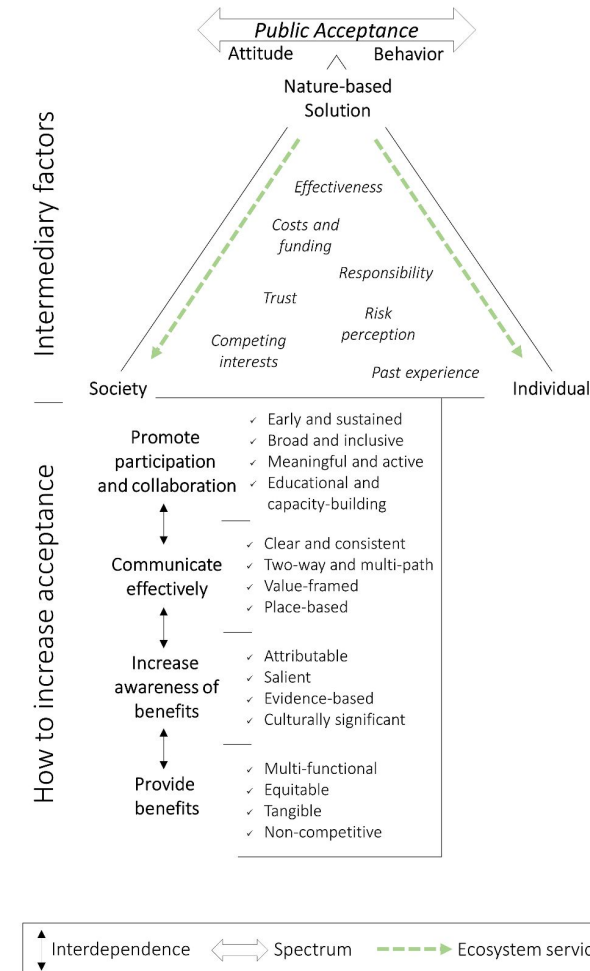 Public Acceptance
Attitude
Behavior
Nature-based
Solution
Intermediary factors
Effectiveness
Costs and
funding
Responsibility
Trust
Risk
perception
Competing
interests
Past experience
Society
Individual
How to increase acceptance
Promote
participation
and collaboration
✓ Early and sustained
✓ Broad and inclusive
✓ Meaningful and active
✓ Educational and
capacity-building
Communicate
effectively
✓ Clear and consistent
✓ Two-way and multi-path
✓ Value-framed
✓ Place-based
Increase
awareness of
benefits
✓ Attributable
✓ Salient
✓ Evidence-based
✓ Culturally significant
Provide
benefits
✓ Multi-functional
✓ Equitable
✓ Tangible
✓ Non-competitive
Interdependence
Spectrum
Ecosystem servic